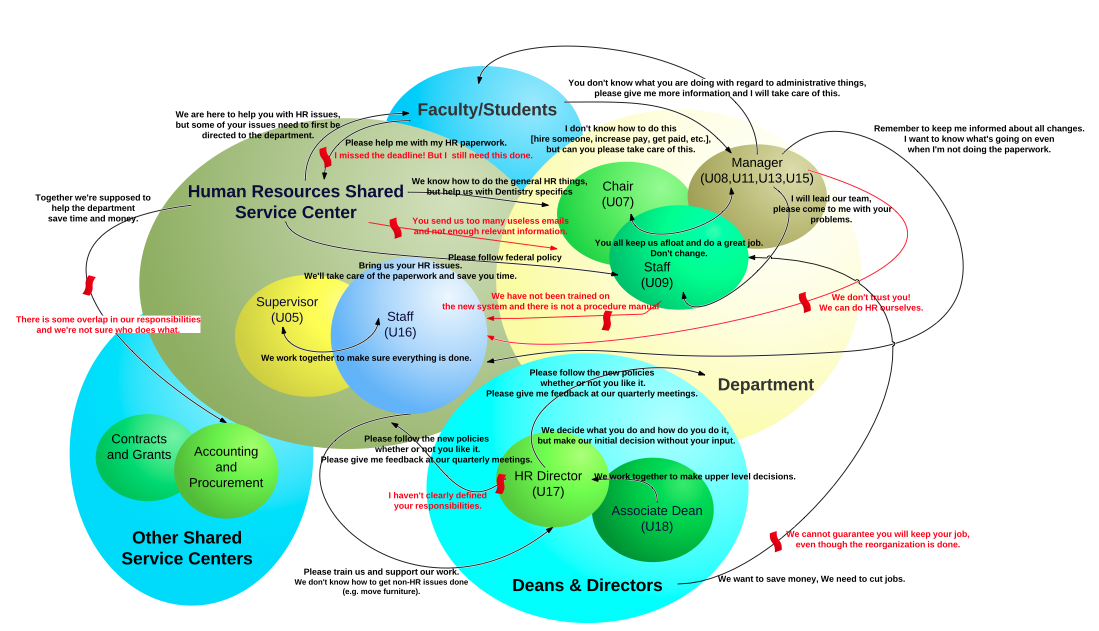 You don't know what you are doing with regard to administrative things,
please give me more information and I will take care of this.
Faculty/Students
We are here to help you with HR issues,
but some of your issues need to first be
directed to the department.
Please help me with my HR paperwork.
I missed the deadline! But I still need this done.
I don't know how to do this
[hire someone, increase pay, get paid, etc.],
but can you please take care of this.
Remember to keep me informed about all changes.
I want to know what's going on even
when I'm not doing the paperwork.
Manager
(U08,U11,U13,U15)
Chair
(U07)
I will lead our team,
please come to me with your
problems.
Human Resources Shared
Service Center
We know how to do the general HR things,
but help us with Dentistry specifics
Together we're supposed to
help the department
save time and money.
You send us too many useless emails
and not enough relevant information.
You all keep us afloat and do a great job.
Don't change.
Staff
(U09)
Please follow federal policy
Bring us your HR issues.
We'll take care of the paperwork and save you time.
We have not been trained on
the new system and there is not a procedure manual
We don't trust you!
We can do HR ourselves.
Supervisor
(U05)
Staff
(U16)
There is some overlap in our responsibilities
and we're not sure who does what.
We work together to make sure everything is done.
Department
Please follow the new policies
whether or not you like it.
Please give me feedback at our quarterly meetings.
We decide what you do and how do you do it,
but make our initial decision without your input.
Please follow the new policies
whether or not you like it.
Please give me feedback at our quarterly meetings.
Contracts
and Grants
Accounting
and
Procurement
HR Director
(U17)
We work together to make upper level decisions.
I haven't clearly defined
your responsibilities.
Associate Dean
(U18)
Other Shared
Service Centers
We cannot guarantee you will keep your job,
even though the reorganization is done.
Please train us and support our work.
We don't know how to get non-HR issues done
(e.g. move furniture).
Deans & Directors
We want to save money, We need to cut jobs.